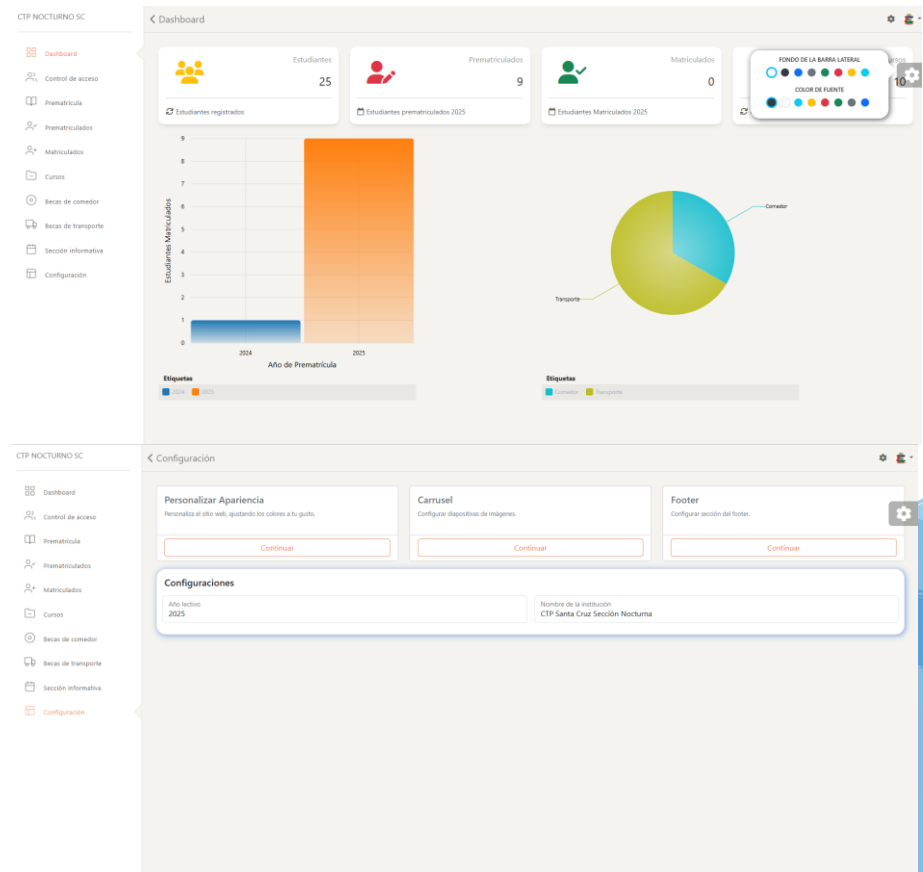 CTP NOCTURNO SC
Dashboard
Control de acceso
Prematrícula
Prematriculados
Matriculados
Cursos
Becas de comedor
Becas de transporte
Sección informativa
Configuración
Dashboard
Estudiantes
25
Estudiantes registrados
Prematriculados
9
Estudiantes prematriculados 2025
Matriculados
0
Estudiantes Matriculados 2025
10
FONDO DE LA BARRA LATERAL
COLOR DE FUENTE
9
8
7
6
5
4
3
2
1
0
Estudiantes Matriculados
2024
2025
Año de Prematrícula
Etiquetas
2024
2025
Comedor
Transporte
Etiquetas
Comedor
Transporte
CTP NOCTURNO SC
Dashboard
Control de acceso
Prematrícula
Prematriculados
Matriculados
Cursos
Becas de comedor
Becas de transporte
Sección informativa
Configuración
Configuración
Personalizar Apariencia
Personaliza el sitio web, ajustando los colores a tu gusto.
Continuar
Carrusel
Configurar diapositivas de imágenes.
Continuar
Footer
Configurar sección del footer.
Continuar
Configuraciones
Año lectivo
2025
Nombre de la institución
CTP Santa Cruz Sección Nocturna